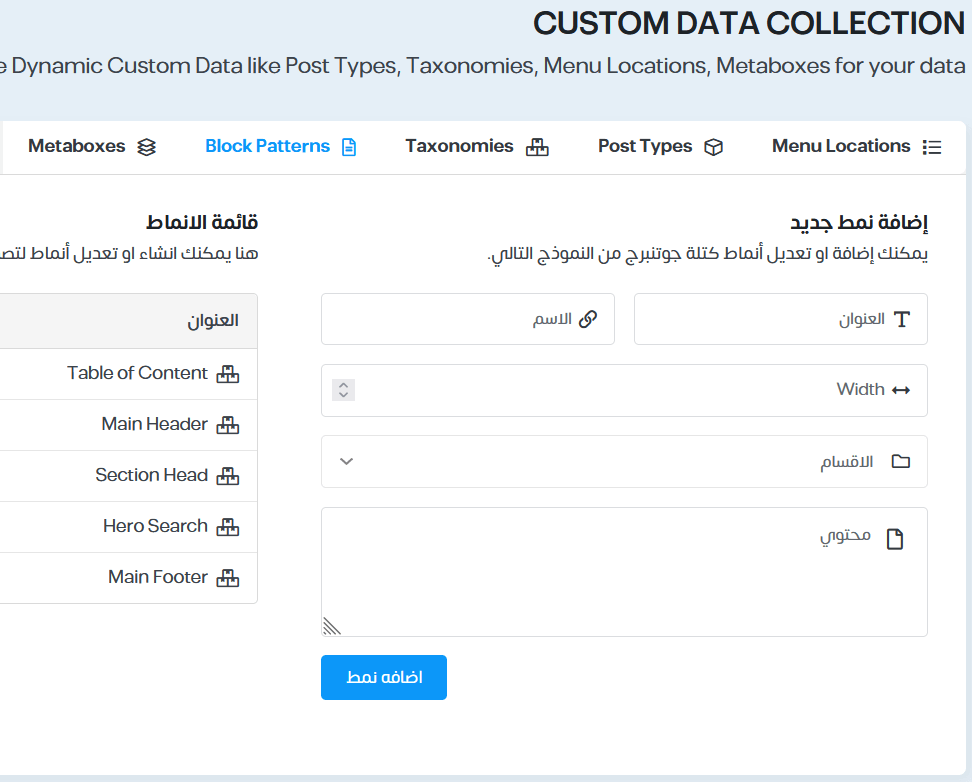 CUSTOM DATA COLLECTION
Dynamic Custom Data like Post Types, Taxonomies, Menu Locations, Metaboxes for your data
Menu Locations
Post Types
Taxonomies
Block Patterns
Metaboxes
إضافة نمط جديد
يمكنك إضافة او تعديل أنماط كتلة جوتنبرج من النموذج التالي.
العنوان
الاسم
Width
الاقسام
محتوي
اضافه نمط
قائمة الانماط
هنا يمكنك انشاء او تعديل أنماط
العنوان
Table of Content
Main Header
Section Head
Hero Search
Main Footer